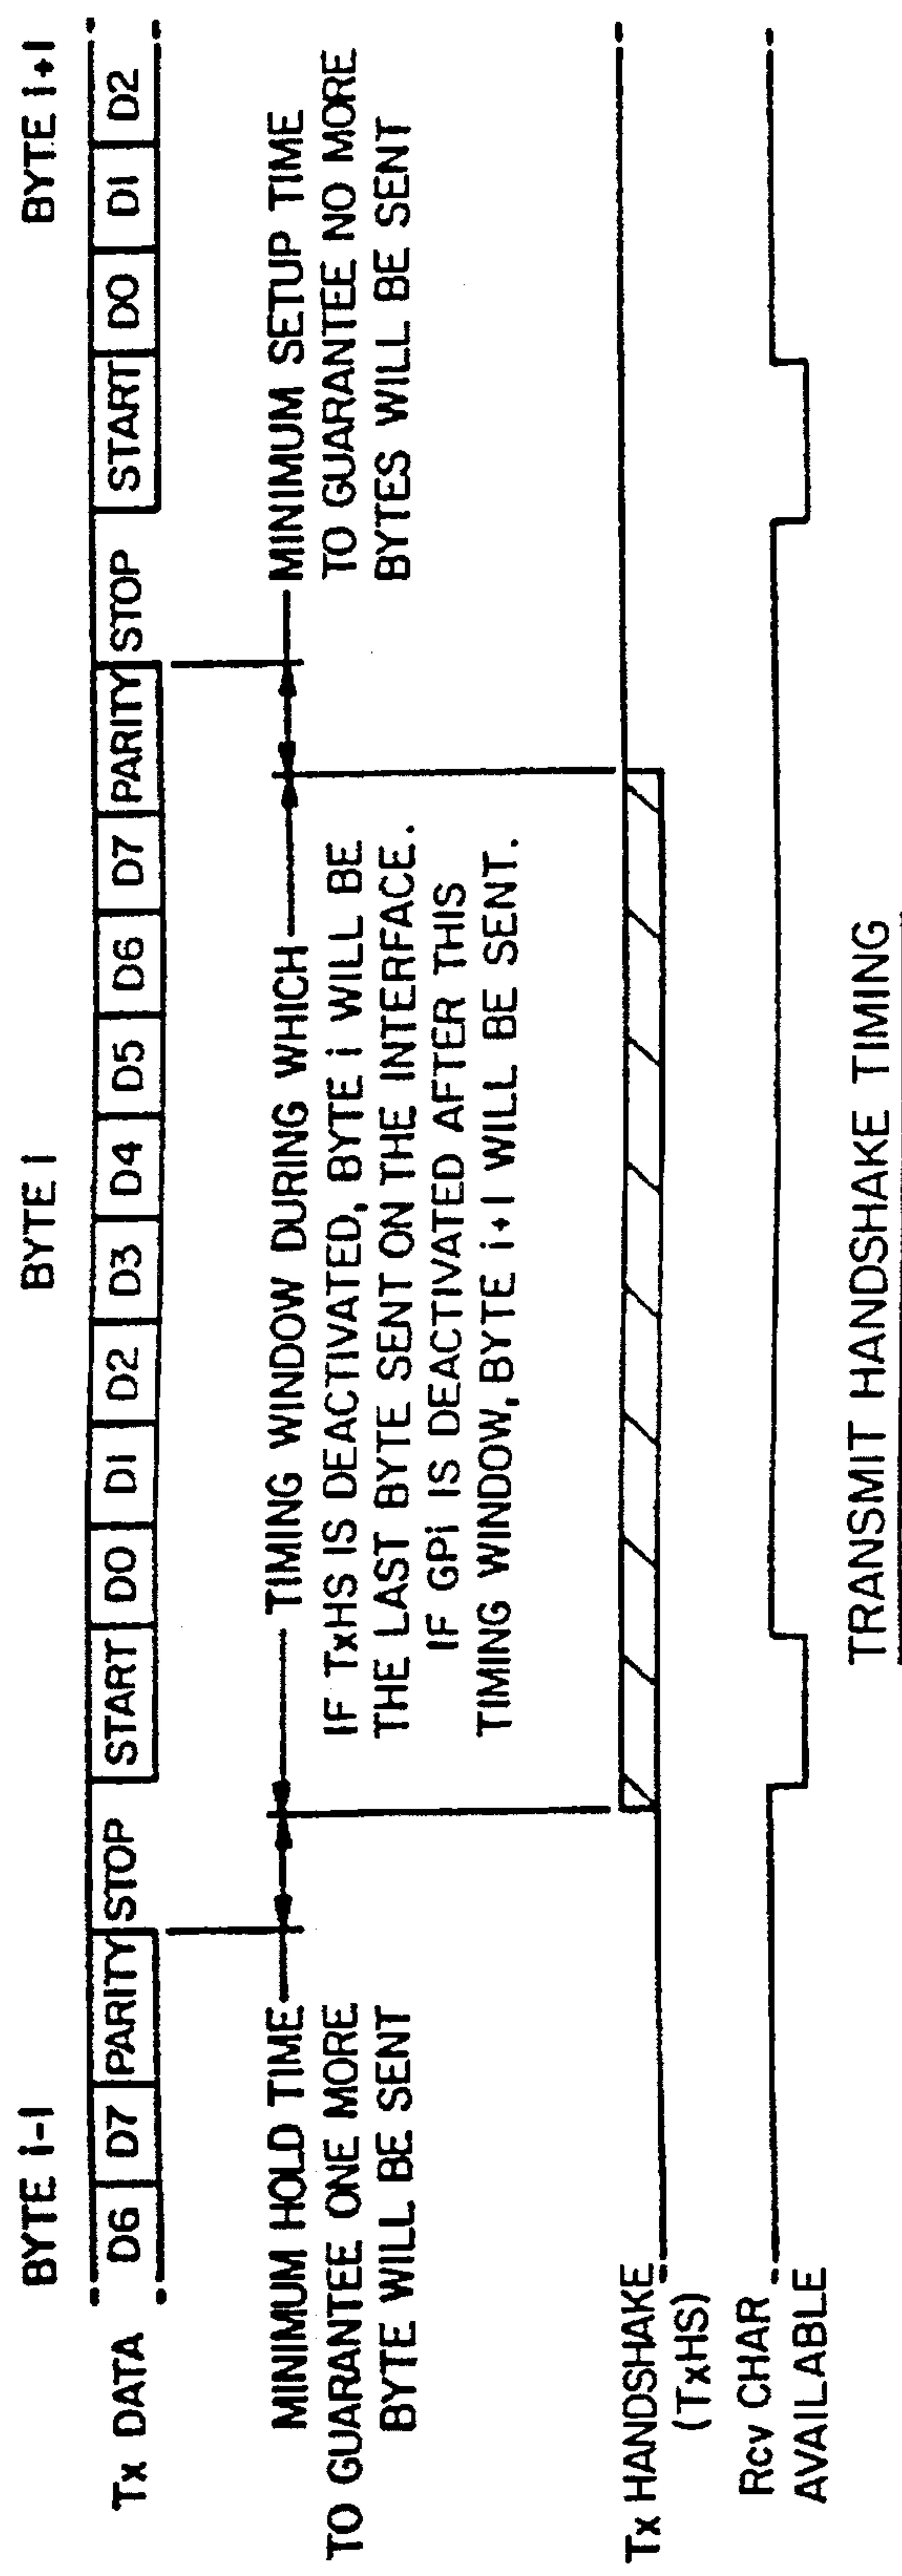 BYTE i-1
BYTE i
BYTE i+1
Tx DATA
D6 D7 PARITY STOP START D0 D1 D2 D3 D4 D5 D6 D7 PARITY STOP START D0 D1 D2
MINIMUM HOLD TIME
TO GUARANTEE ONE MORE
BYTE WILL BE SENT
TIMING WINDOW DURING WHICH
IF TxHS IS DEACTIVATED, BYTE i WILL BE
THE LAST BYTE SENT ON THE INTERFACE.
IF GPi IS DEACTIVATED AFTER THIS
TIMING WINDOW, BYTE i+1 WILL BE SENT.
MINIMUM SETUP TIME
TO GUARANTEE NO MORE
BYTES WILL BE SENT
Tx HANDSHAKE
(TxHS)
Rcv CHAR
AVAILABLE
TRANSMIT HANDSHAKE TIMING